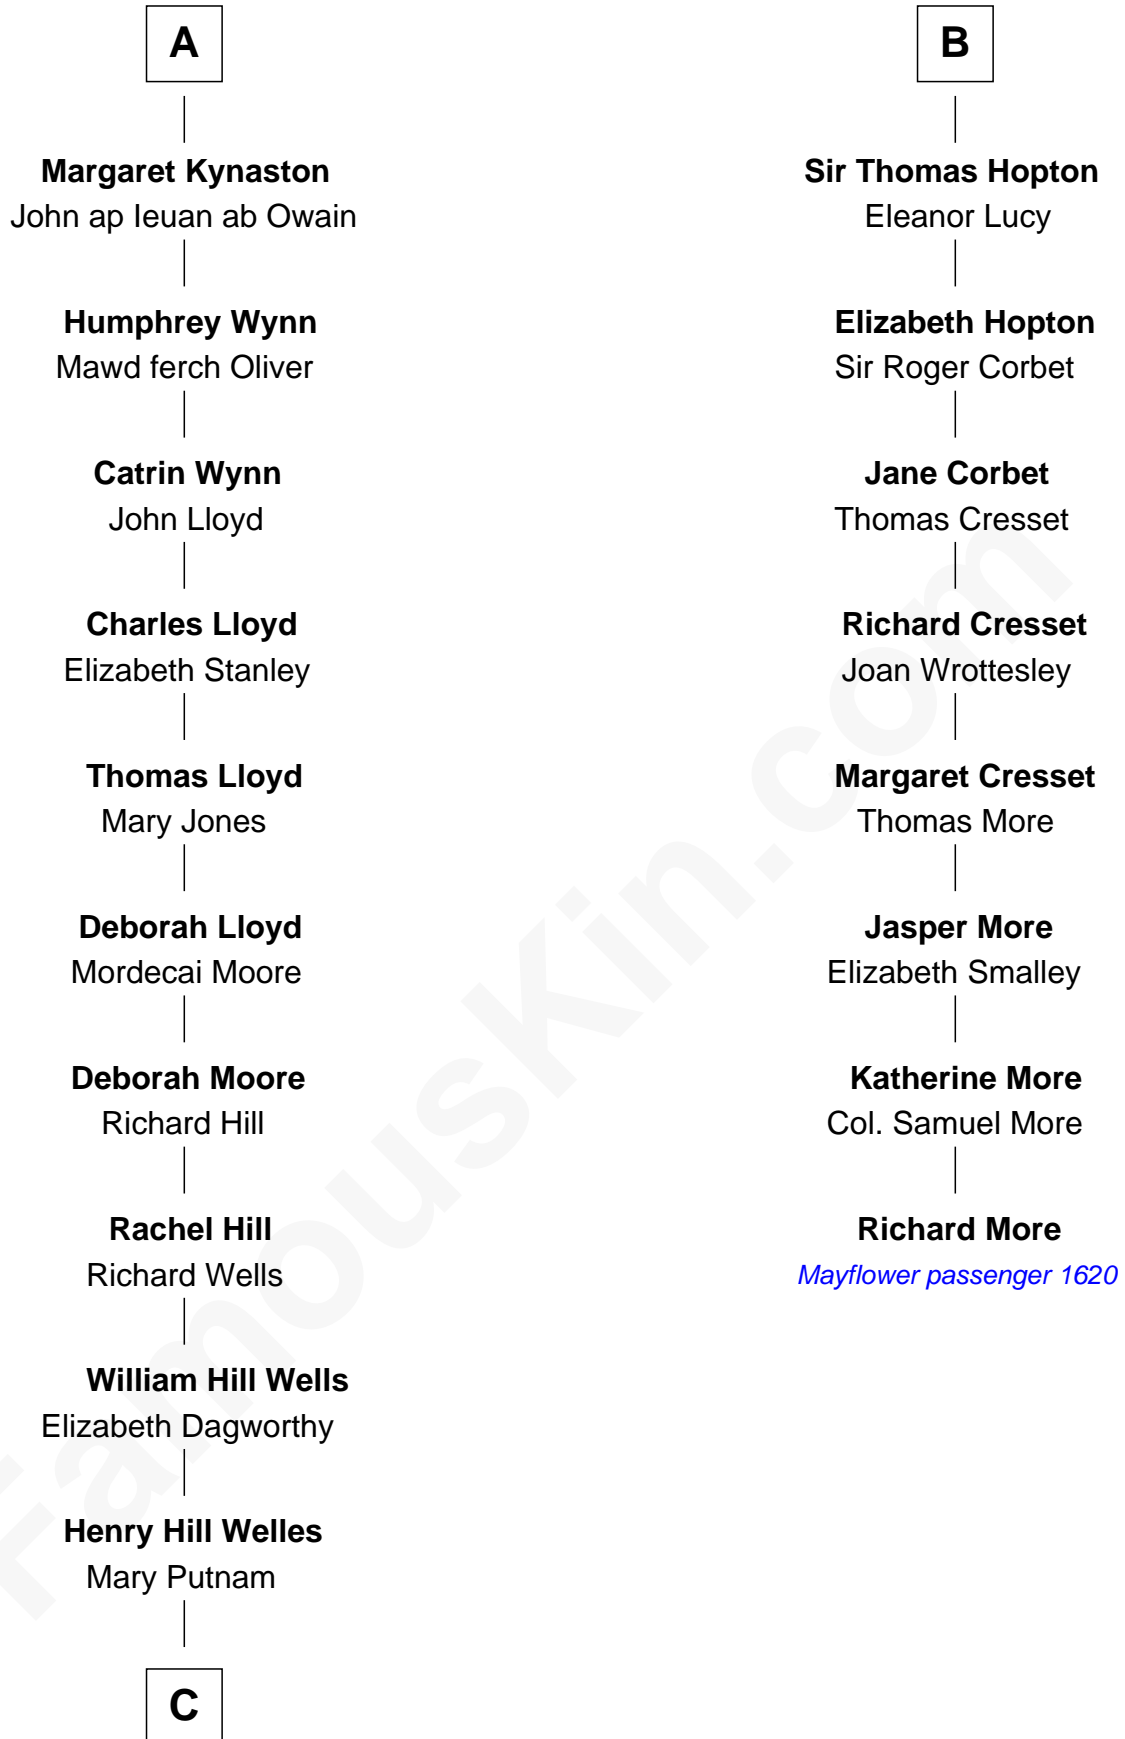 A
Margaret Kynaston
John ap Ieuan ab Owain
Humphrey Wynn
Mawd ferch Oliver
Catrin Wynn
John Lloyd
Charles Lloyd
Elizabeth Stanley
Thomas Lloyd
Mary Jones
Deborah Lloyd
Mordecai Moore
Deborah Moore
Richard Hill
Rachel Hill
Richard Wells
William Hill Wells
Elizabeth Dagworthy
Henry Hill Welles
Mary Putnam
C
B
Sir Thomas Hopton
Eleanor Lucy
Elizabeth Hopton
Sir Roger Corbet
Jane Corbet
Thomas Cresset
Richard Cresset
Joan Wrottesley
Margaret Cresset
Thomas More
Jasper More
Elizabeth Smalley
Katherine More
Col. Samuel More
Richard More
Mayflower passenger 1620
FamousKin.com